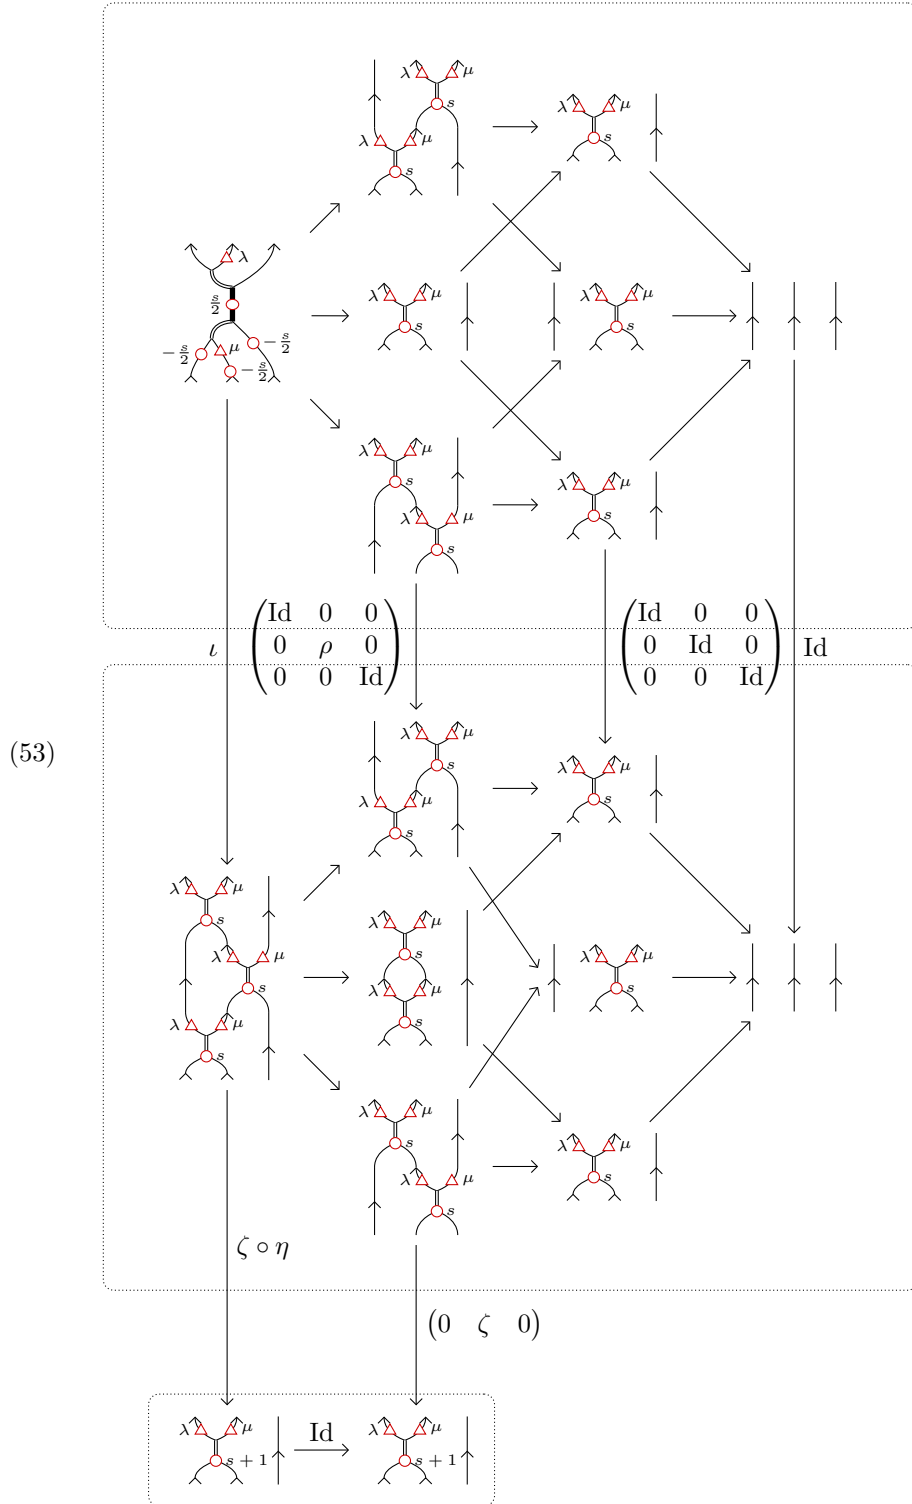 λ μ
s λ μ
λ μ s
s
λ
λ μ λ μ
s/2
s s
−s/2 μ −s/2
−s/2
λ μ
s λ μ
λ μ s
s
Id 0 0 Id 0 0
ι 0 ρ 0 0 Id 0 Id
0 0 Id 0 0 Id
λ μ
(53)
s λ μ
λ μ s
s
λ μ
s λ μ
λ μ s λ μ
s λ μ s
λ μ s
s
λ μ
s λ μ
λ μ s
s
ζ ∘ η
(0 ζ 0)
λ μ Id λ μ
s + 1 s + 1